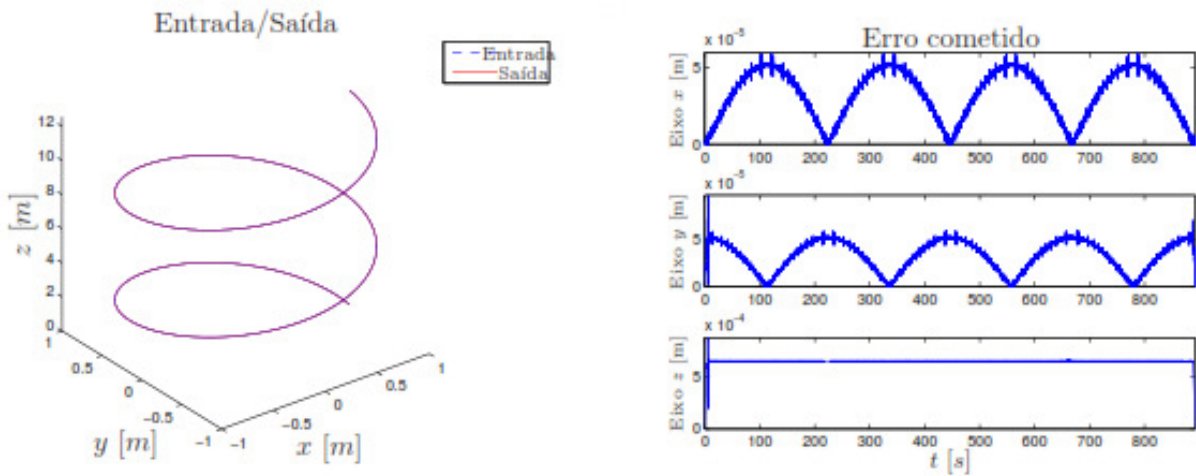 Entrada/Saída
Entrada
Saída
12
10
8
6
4
2
0
z [m]
1
0.5
0
-0.5
-1
y [m]
-1
-0.5
0
0.5
1
x [m]
Erro cometido
x 10⁻⁵
5
0
Eixo x [m]
0 100 200 300 400 500 600 700 800
x 10⁻⁵
5
0
Eixo y [m]
0 100 200 300 400 500 600 700 800
x 10⁻⁴
5
0
Eixo z [m]
0 100 200 300 400 500 600 700 800
t [s]